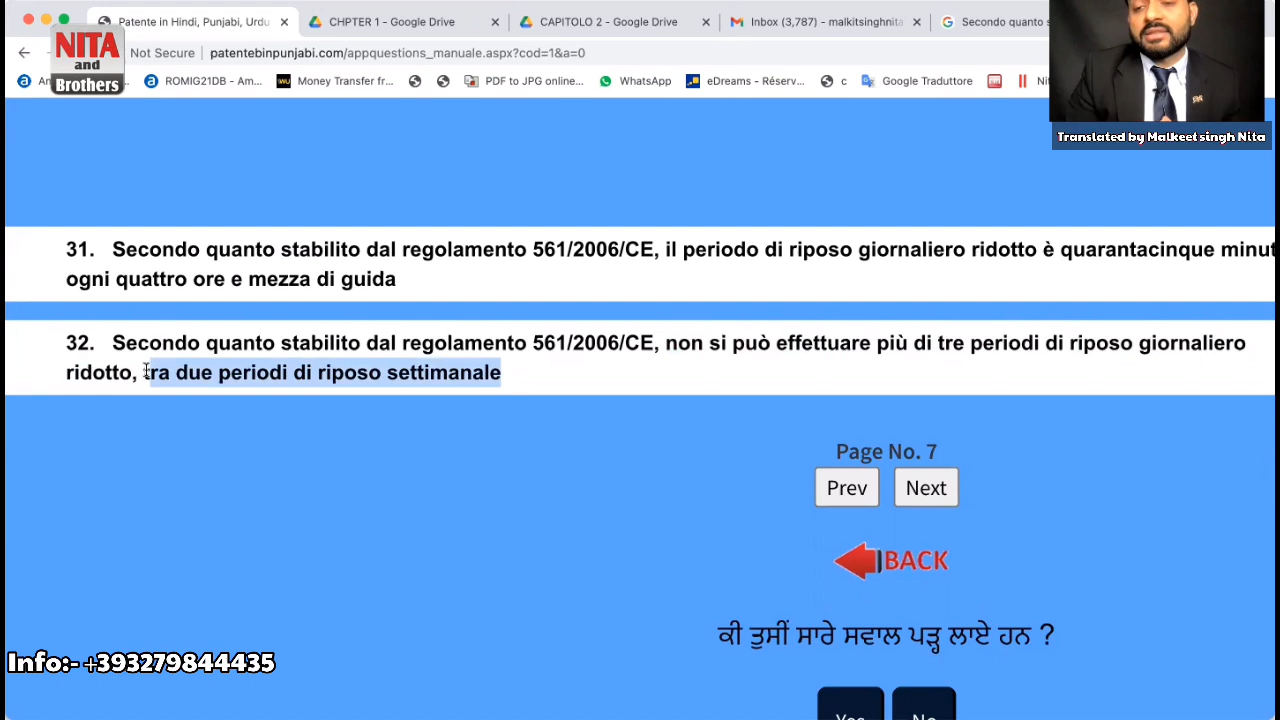 Patente in Hindi, Punjabi, Urdu
CHPTER 1 - Google Drive
CAPITOLO 2 - Google Drive
Inbox (3,787) - malkitsinghnita
Secondo quanto s
NITA
and
Brothers
Not Secure
patentebinpunjabi.com/appquestions_manuale.aspx?cod=1&a=0
ROMIG21DB - Am...
Money Transfer fr...
PDF to JPG online...
WhatsApp
eDreams - Réserv...
c
Google Traduttore
Translated by Malkeet singh Nita
31. Secondo quanto stabilito dal regolamento 561/2006/CE, il periodo di riposo giornaliero ridotto è quarantacinque minut
ogni quattro ore e mezza di guida
32. Secondo quanto stabilito dal regolamento 561/2006/CE, non si può effettuare più di tre periodi di riposo giornaliero
ridotto, tra due periodi di riposo settimanale
Page No. 7
Prev
Next
BACK
ਕੀ ਤੁਸੀਂ ਸਾਰੇ ਸਵਾਲ ਪੜ੍ਹ ਲਾਏ ਹਨ ?
Info:- +393279844435
Yes
No